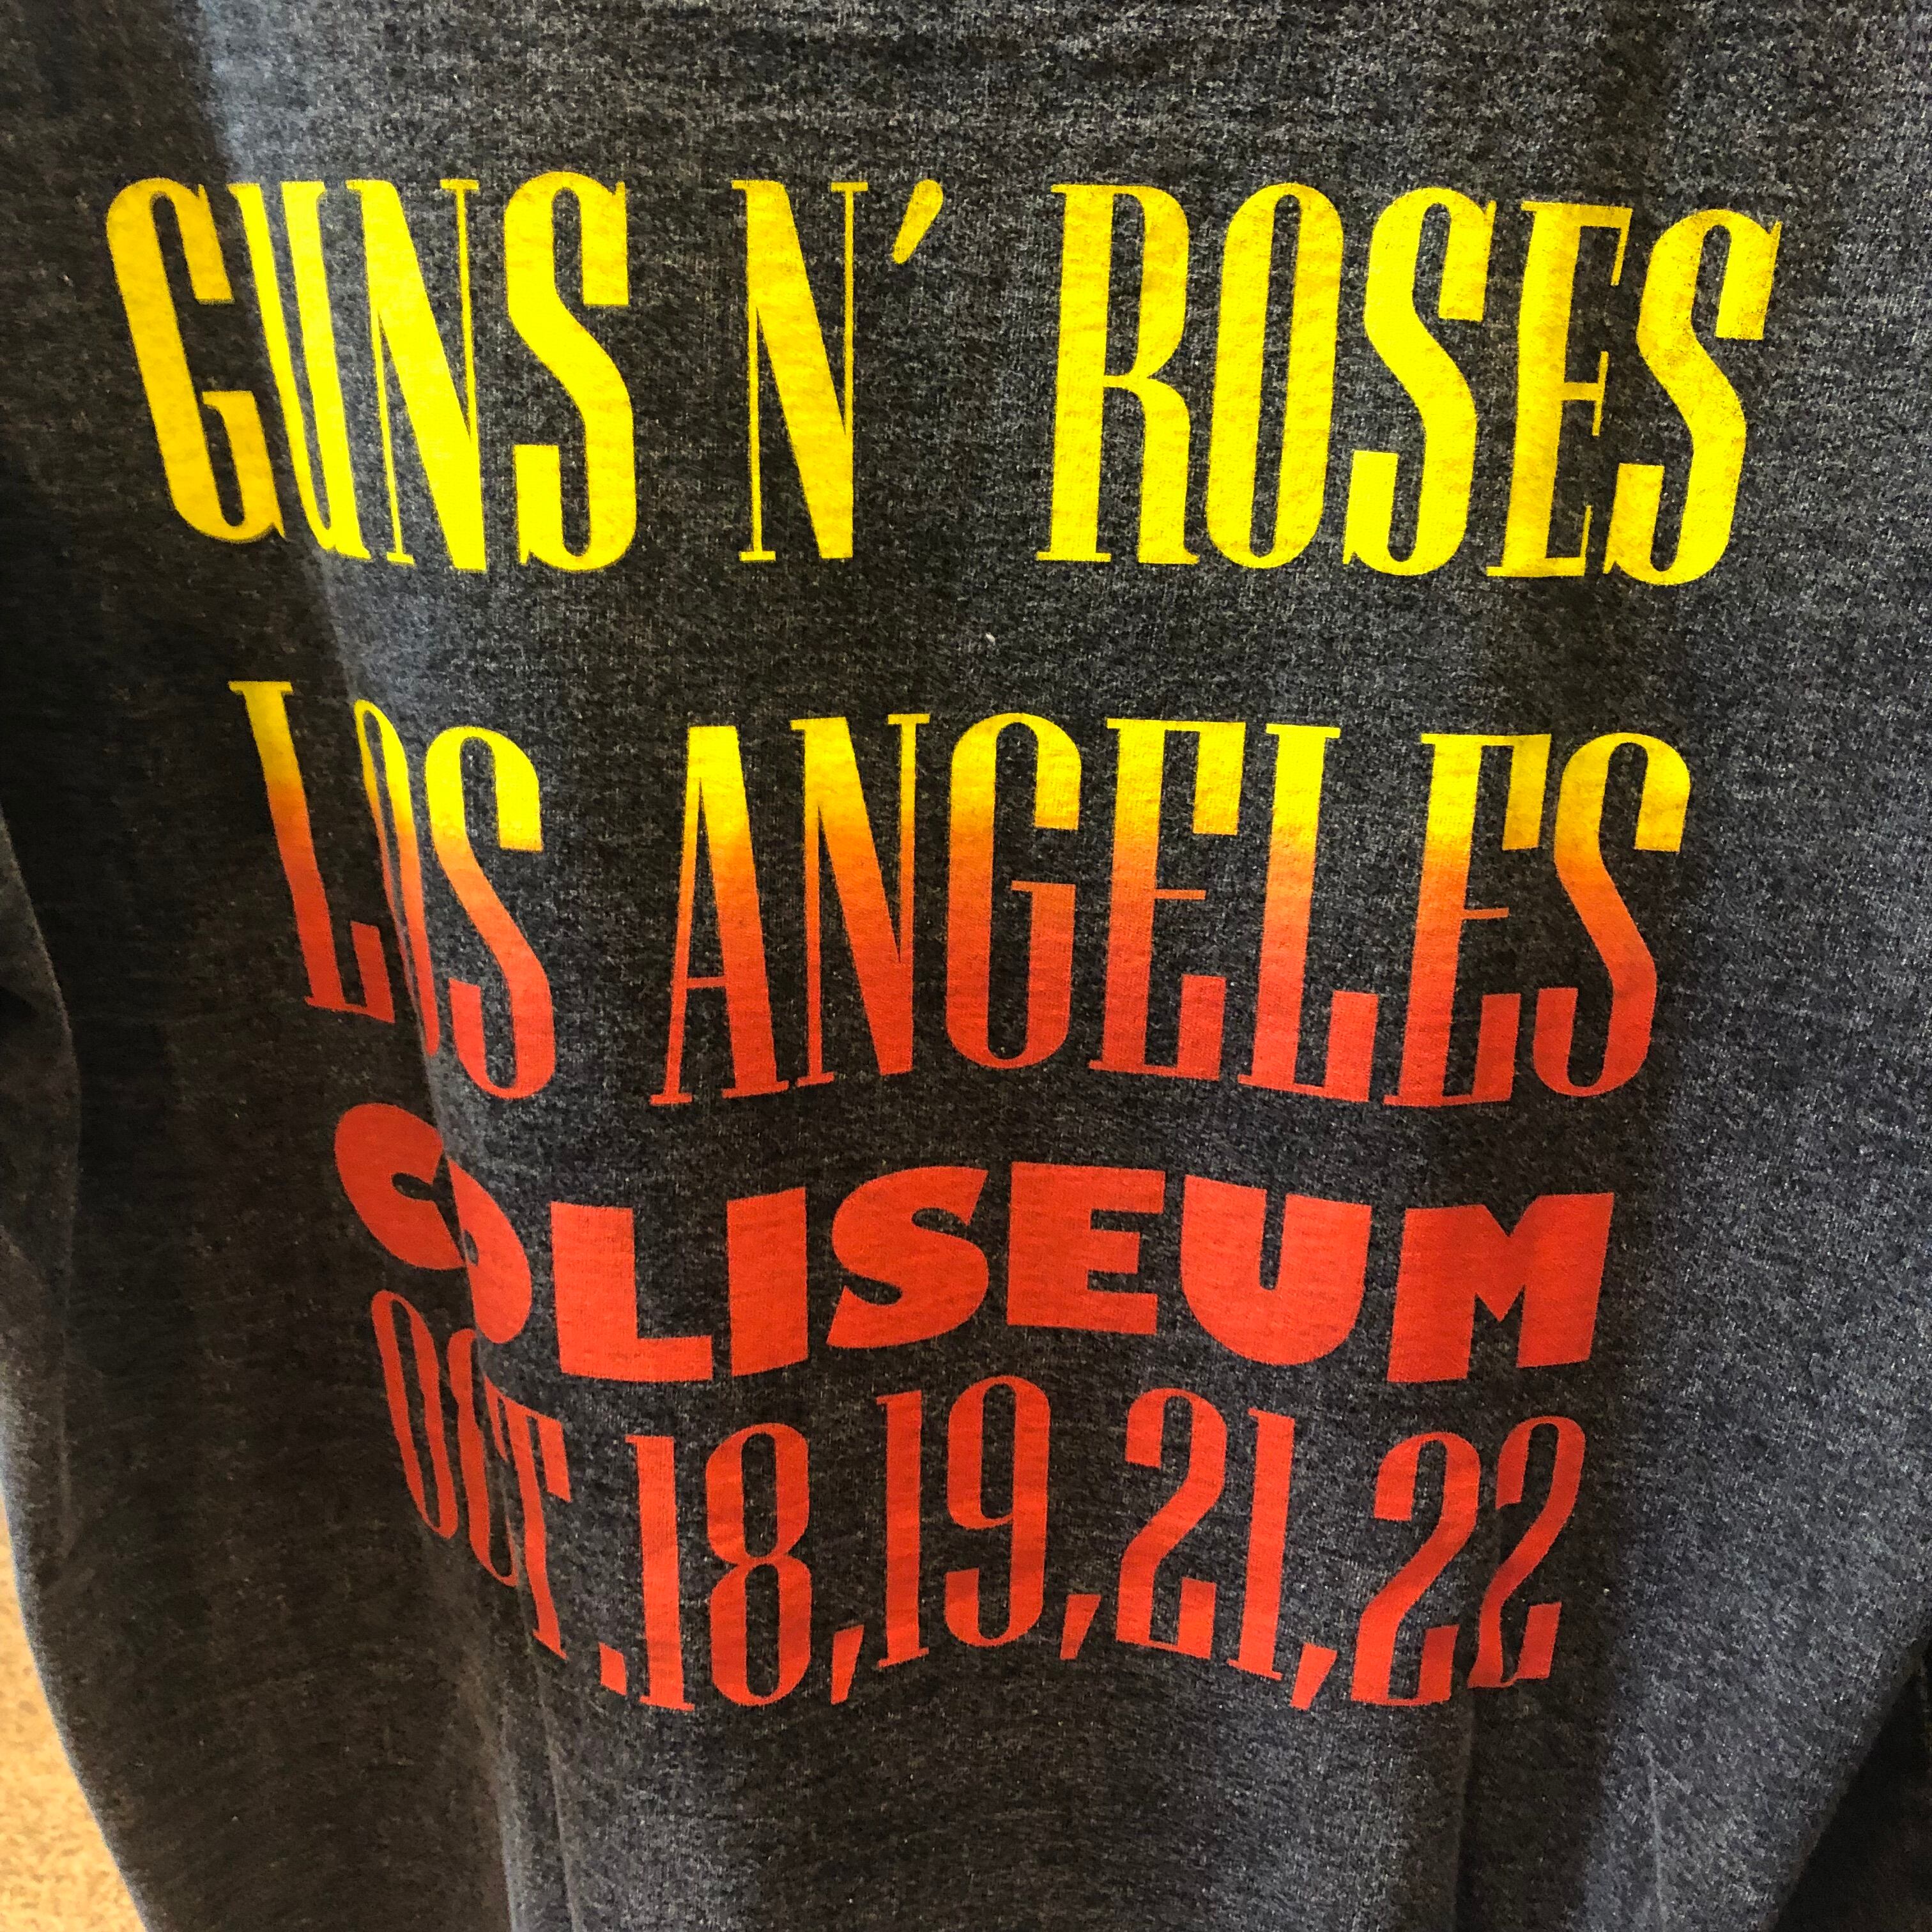 GUNS N' ROSES
LOS ANGELES
COLISEUM
OCT.18,19,21,22